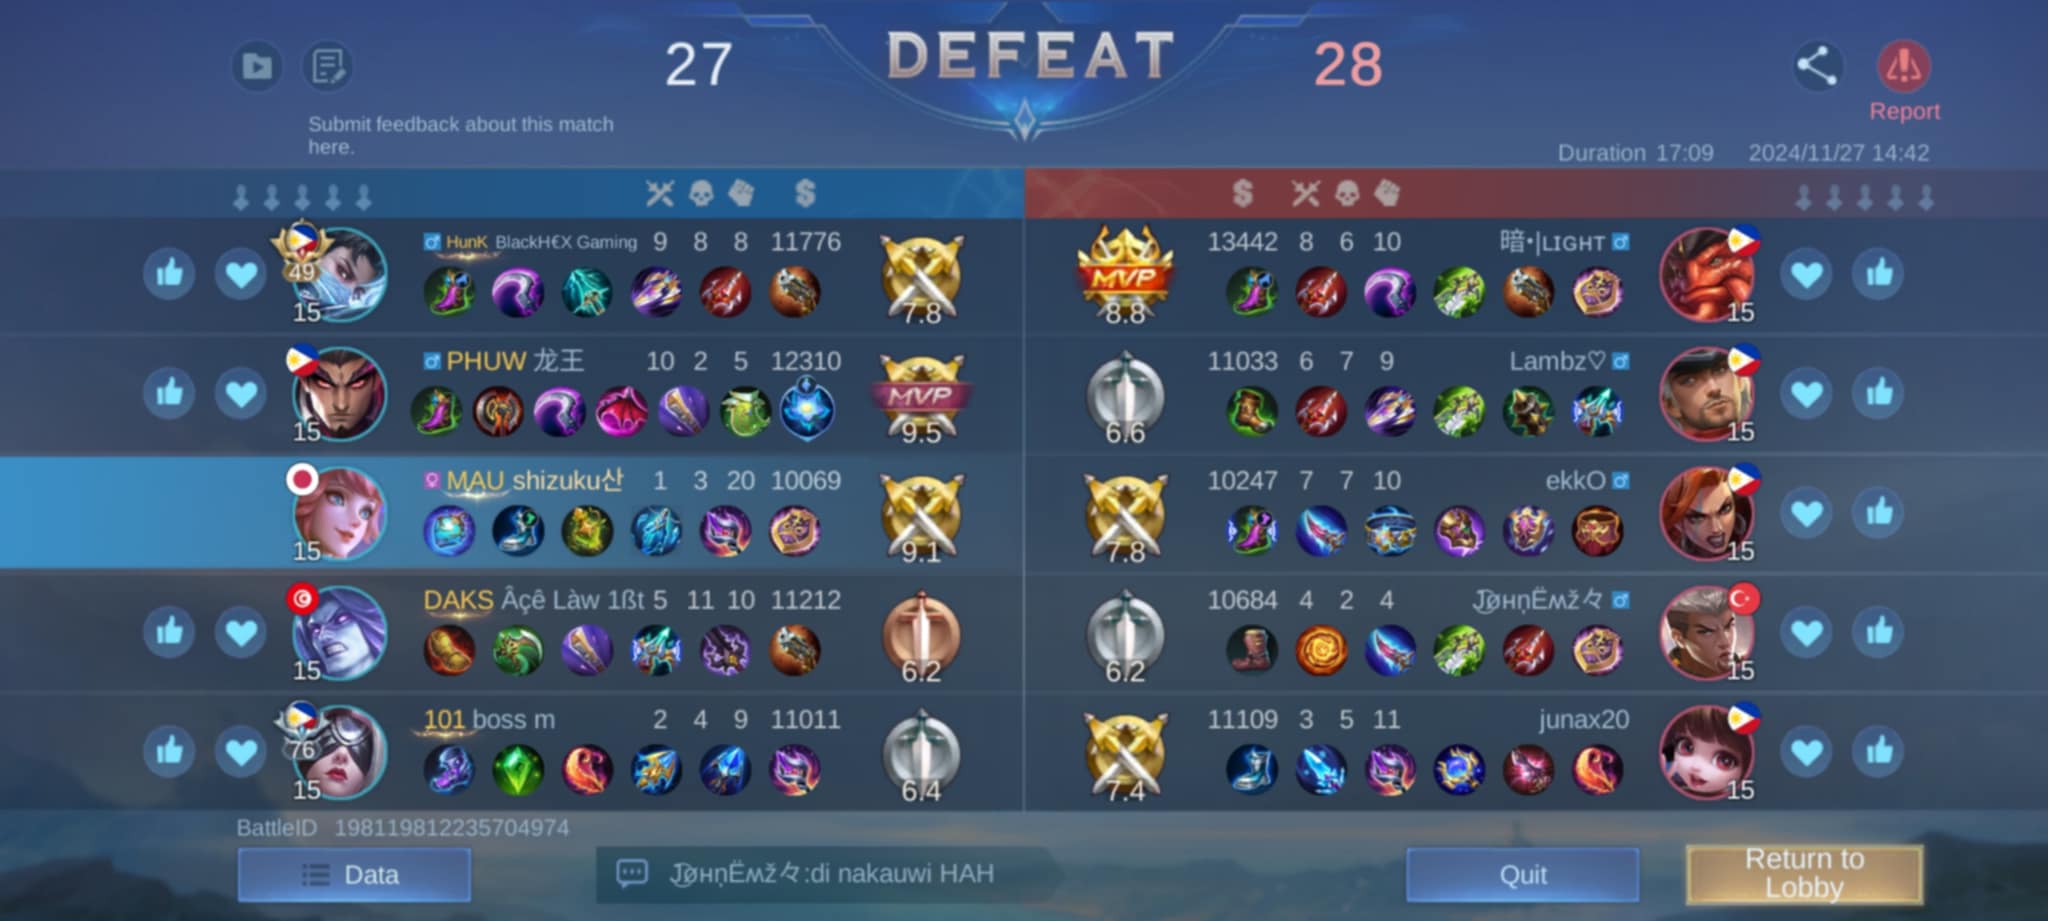 27 DEFEAT 28
Report
Submit feedback about this match
here.
Duration 17:09 2024/11/27 14:42
49 15 HunK BlackH€X Gaming 9 8 8 11776 7.8
MVP 8.8 13442 8 6 10 暗•|ʟɪɢʜᴛ 15
15 PHUW 龙王 10 2 5 12310 MVP 9.5
6.6 11033 6 7 9 Lambz♡ 15
15 MAU shizuku산 1 3 20 10069 9.1
7.8 10247 7 7 10 ekkO 15
15 DAKS Âçê Làw 1ßt 5 11 10 11212 6.2
6.2 10684 4 2 4 15
76 15 101 boss m 2 4 9 11011 6.4
7.4 11109 3 5 11 junax20 15
BattleID 198119812235704974
Data
:di nakauwi HAH
Quit
Return to
Lobby